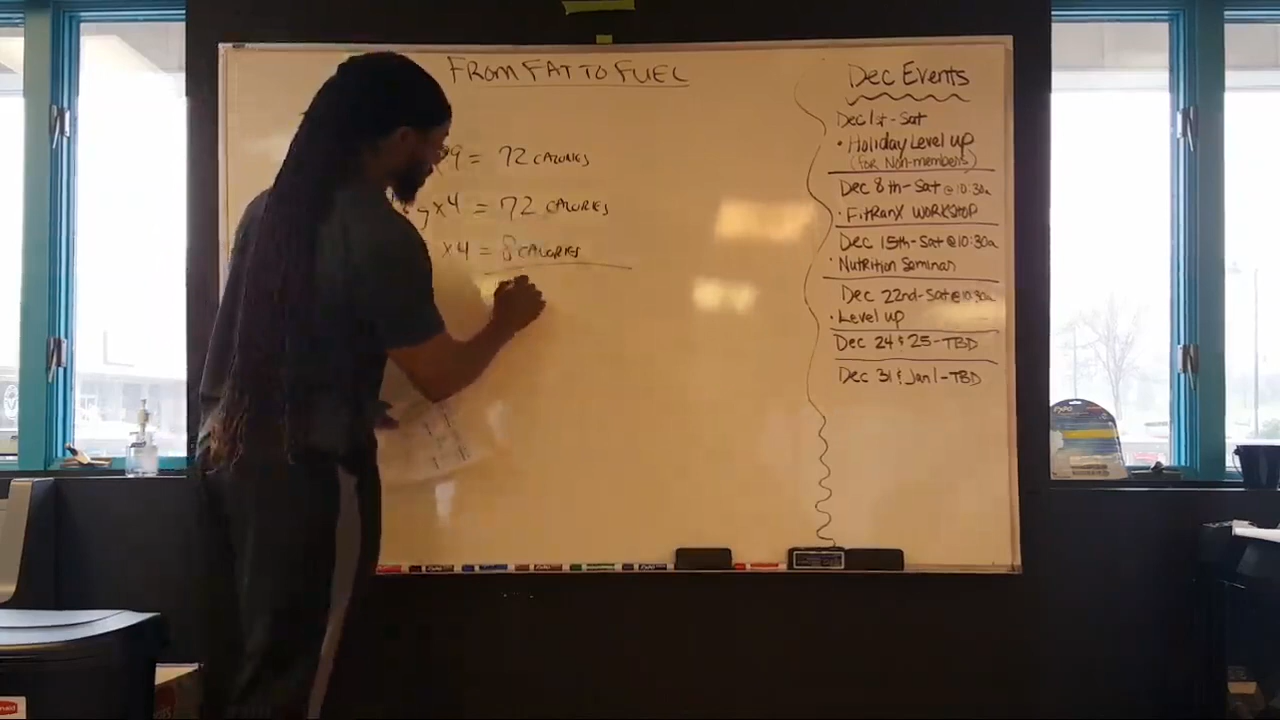 FROM FAT TO FUEL
9 = 72 CALORIES
g x 4 = 72 CALORIES
x 4 = 8 CALORIES
Dec Events
Dec 1st - Sat
• Holiday Level up
(for Non-members)
Dec 8th - Sat @ 10:30a
• FitRanX WORKSHOP
Dec 15th - Sat @ 10:30a
• Nutrition Seminar
Dec 22nd - Sat @ 10:30a
• Level up
Dec 24 & 25 - TBD
Dec 31 & Jan 1 - TBD
EXPO